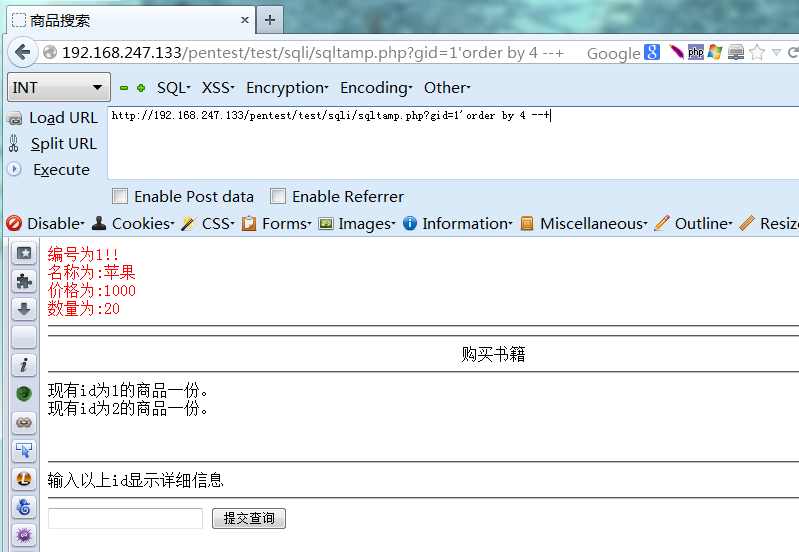 商品搜索
192.168.247.133/pentest/test/sqli/sqltamp.php?gid=1'order by 4 --+ Google 8 php
INT SQL XSS Encryption Encoding Other
Load URL http://192.168.247.133/pentest/test/sqli/sqltamp.php?gid=1'order by 4 --+
Split URL
Execute
Enable Post data Enable Referrer
Disable Cookies CSS Forms Images Information Miscellaneous Outline Resize
编号为1!!
名称为:苹果
价格为:1000
数量为:20
购买书籍
现有id为1的商品一份。
现有id为2的商品一份。
输入以上id显示详细信息
提交查询